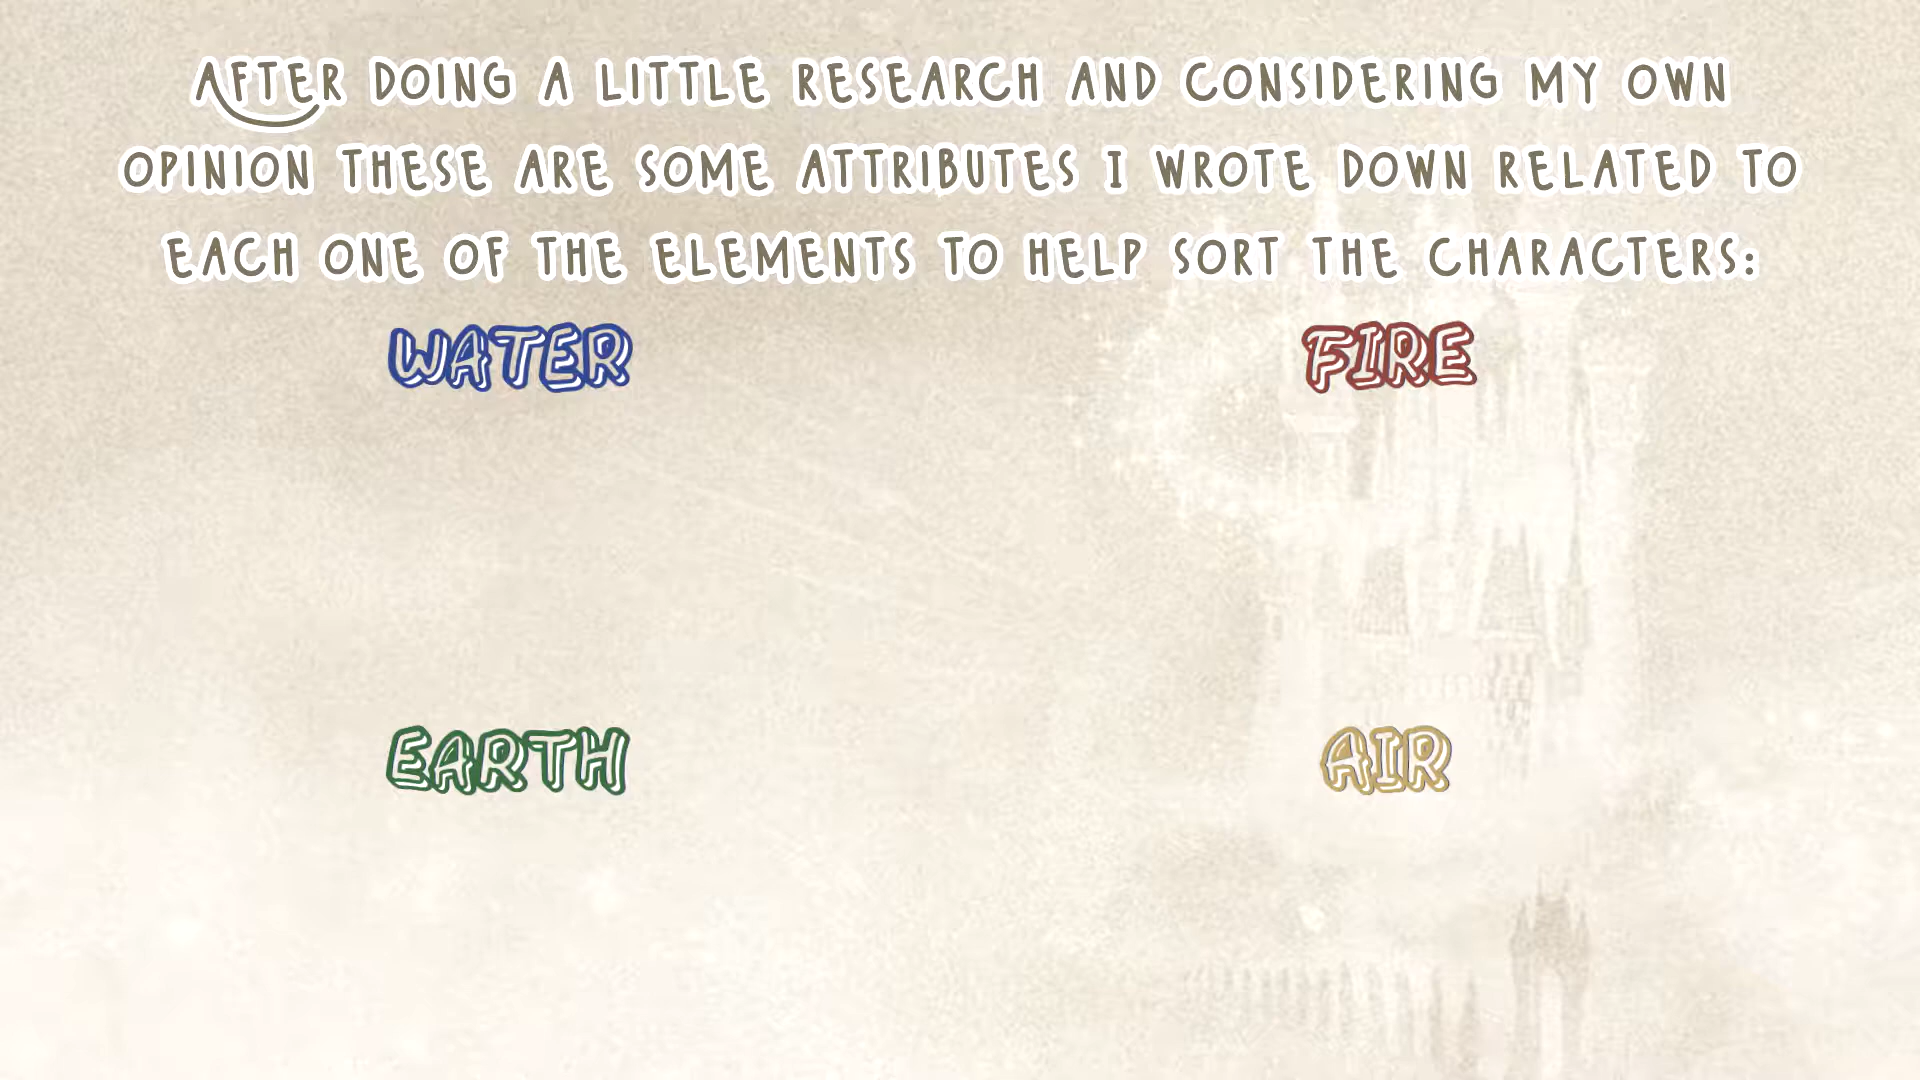 AFTER DOING A LITTLE RESEARCH AND CONSIDERING MY OWN
OPINION THESE ARE SOME ATTRIBUTES I WROTE DOWN RELATED TO
EACH ONE OF THE ELEMENTS TO HELP SORT THE CHARACTERS:
WATER
FIRE
EARTH
AIR